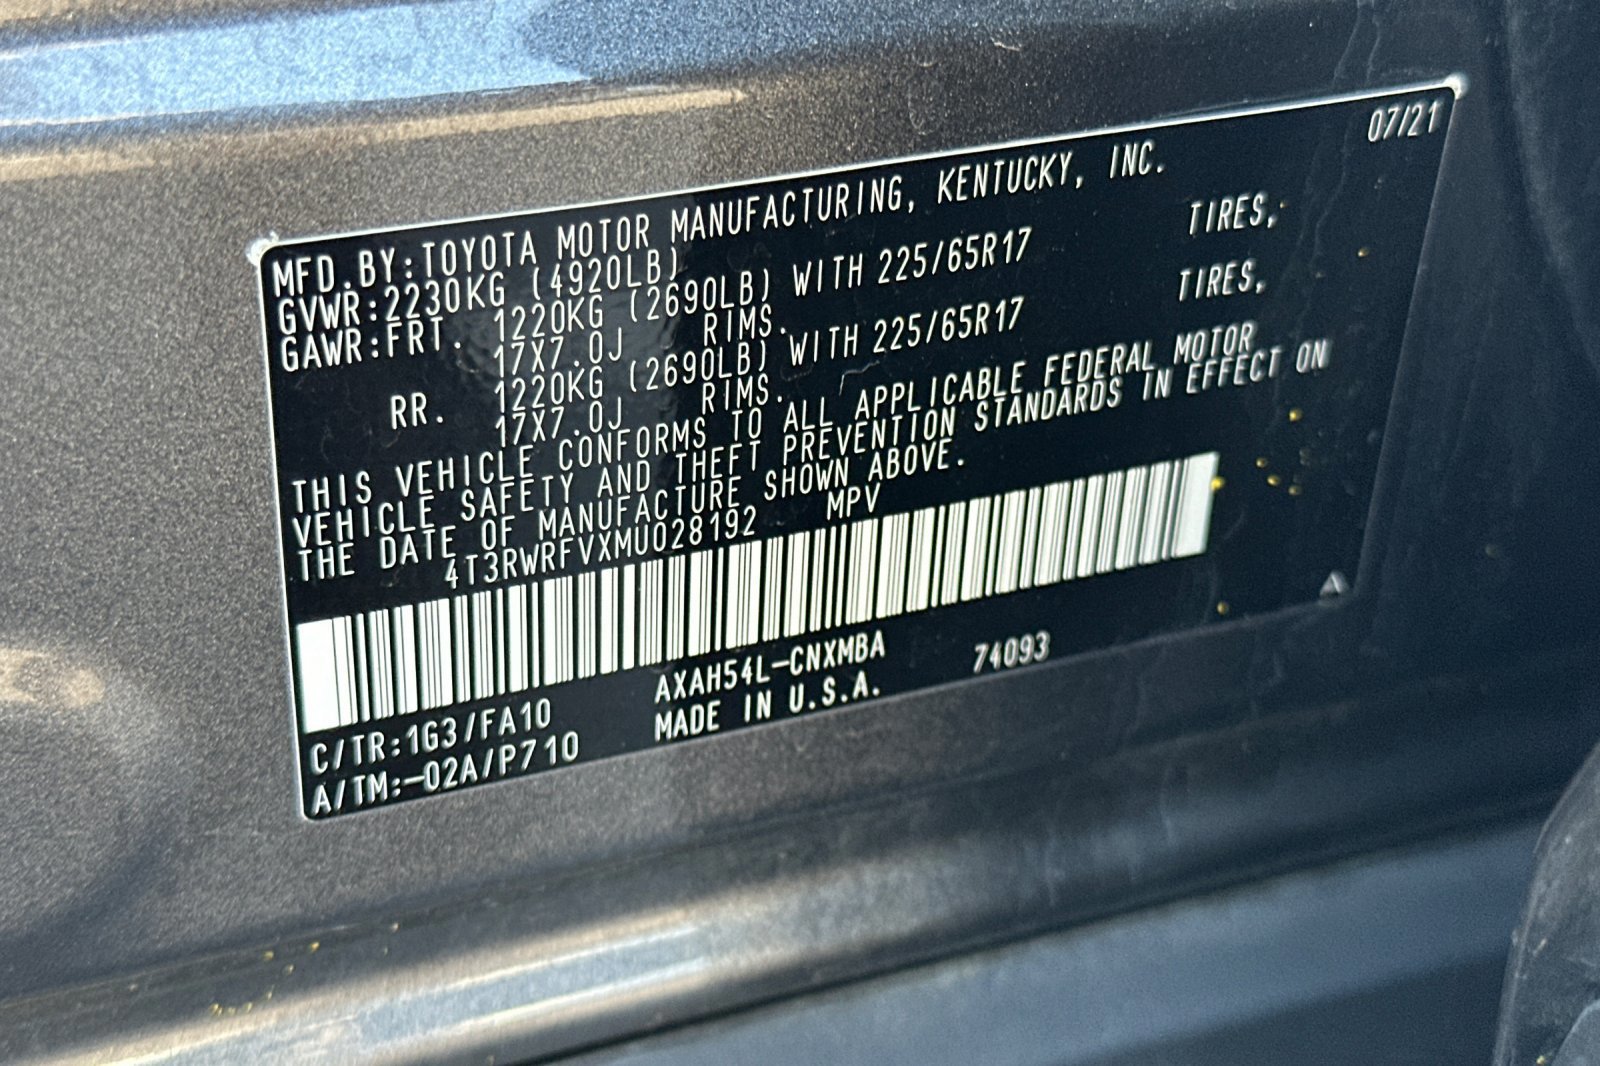 07/21
MFD.BY:TOYOTA MOTOR MANUFACTURING, KENTUCKY, INC.
GVWR:2230KG (4920LB)
GAWR:FRT. 1220KG (2690LB) WITH 225/65R17 TIRES,
17X7.0J RIMS.
RR. 1220KG (2690LB) WITH 225/65R17 TIRES,
17X7.0J RIMS.
THIS VEHICLE CONFORMS TO ALL APPLICABLE FEDERAL MOTOR
VEHICLE SAFETY AND THEFT PREVENTION STANDARDS IN EFFECT ON
THE DATE OF MANUFACTURE SHOWN ABOVE.
4T3RWRFVXMU028192 MPV
C/TR:1G3/FA10 AXAH54L-CNXMBA 74093
A/TM:-02A/P710 MADE IN U.S.A.